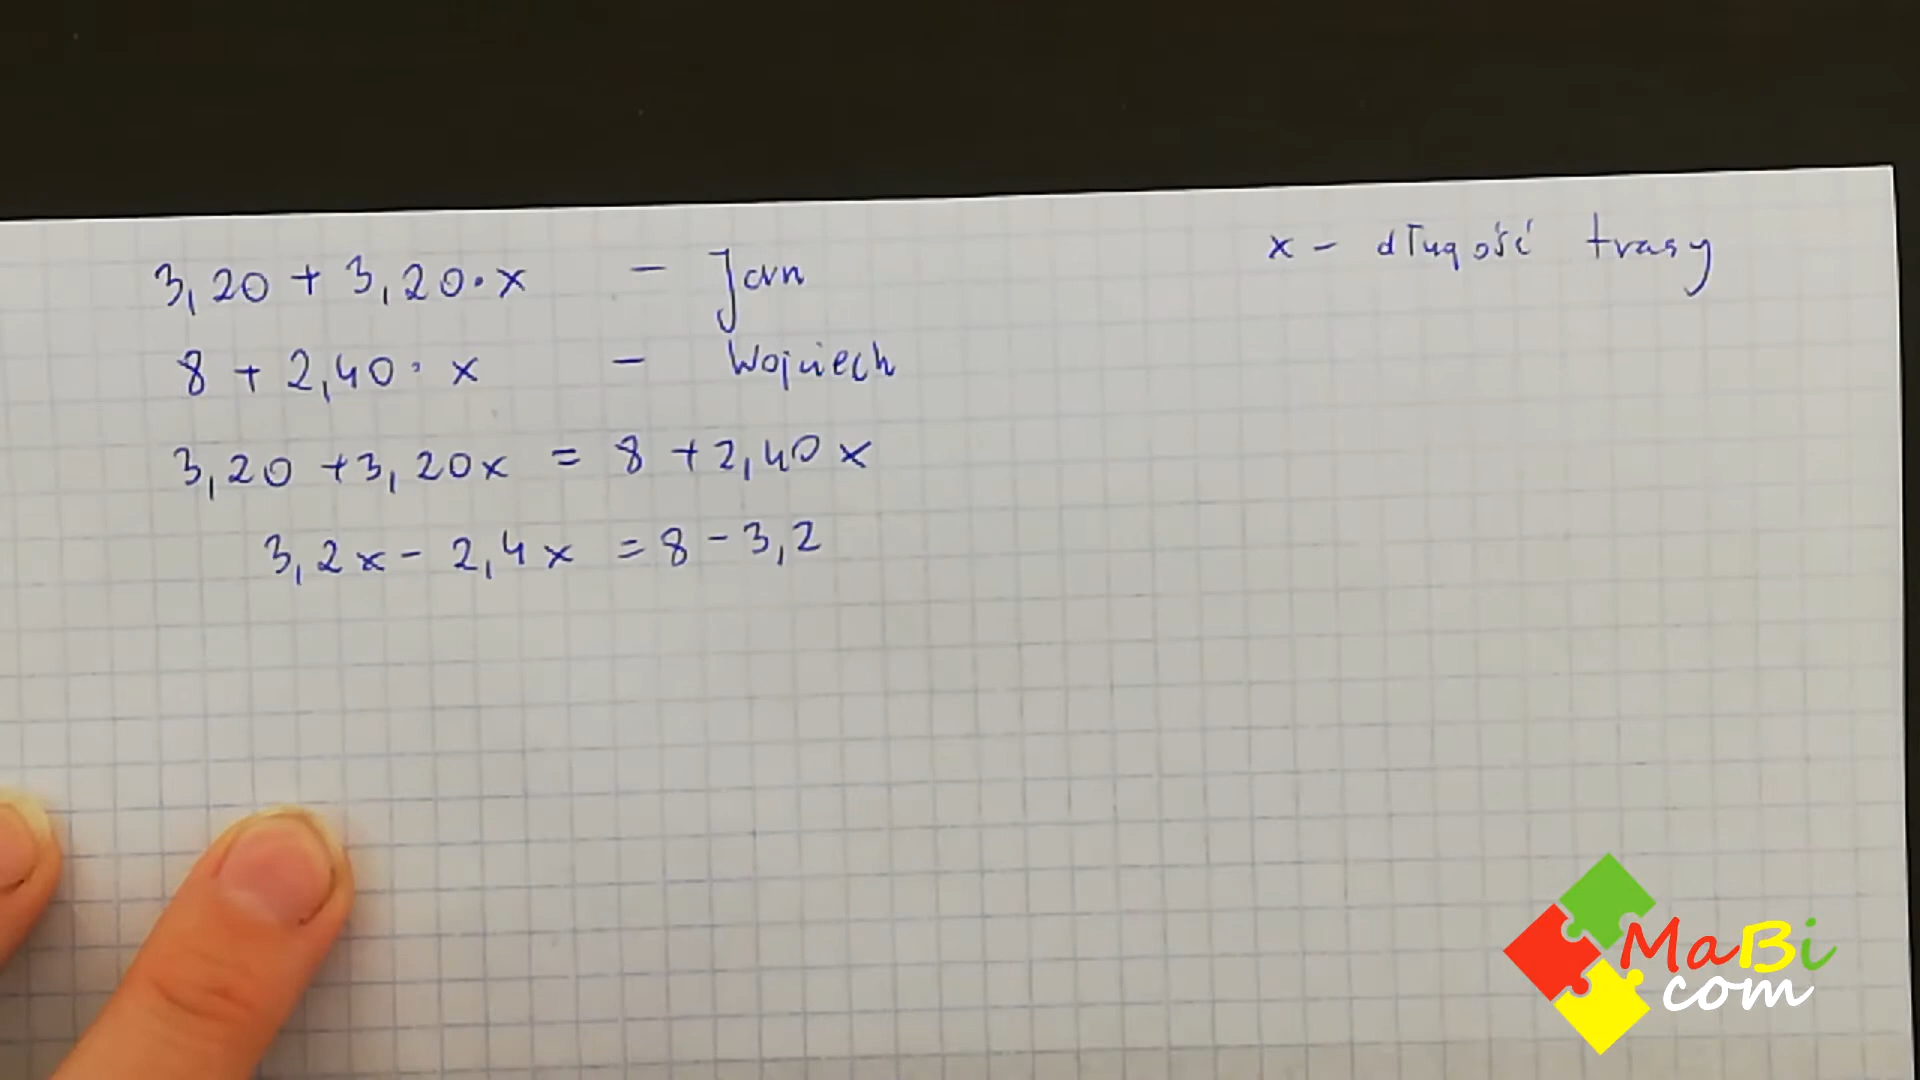 3,20 + 3,20·x – Jan
x – długość trasy
8 + 2,40·x – Wojciech
3,20 + 3,20x = 8 + 2,40x
3,2x – 2,4x = 8 – 3,2
MaBi
com